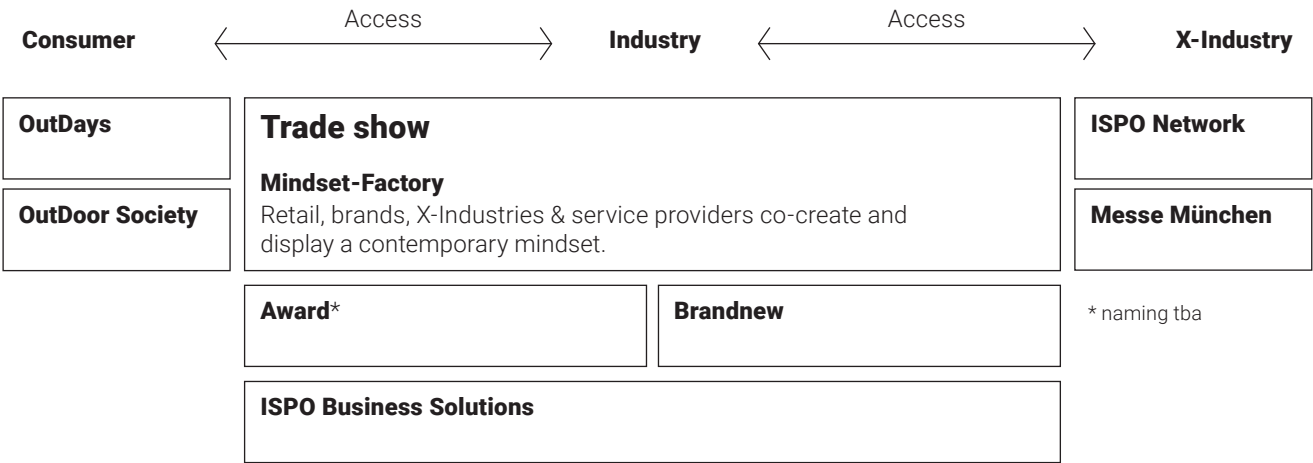 Access
Access
Consumer
Industry
X-Industry
OutDays
OutDoor Society
Trade show
Mindset-Factory
Retail, brands, X-Industries & service providers co-create and
display a contemporary mindset.
ISPO Network
Messe München
Award*
Brandnew
* naming tba
ISPO Business Solutions